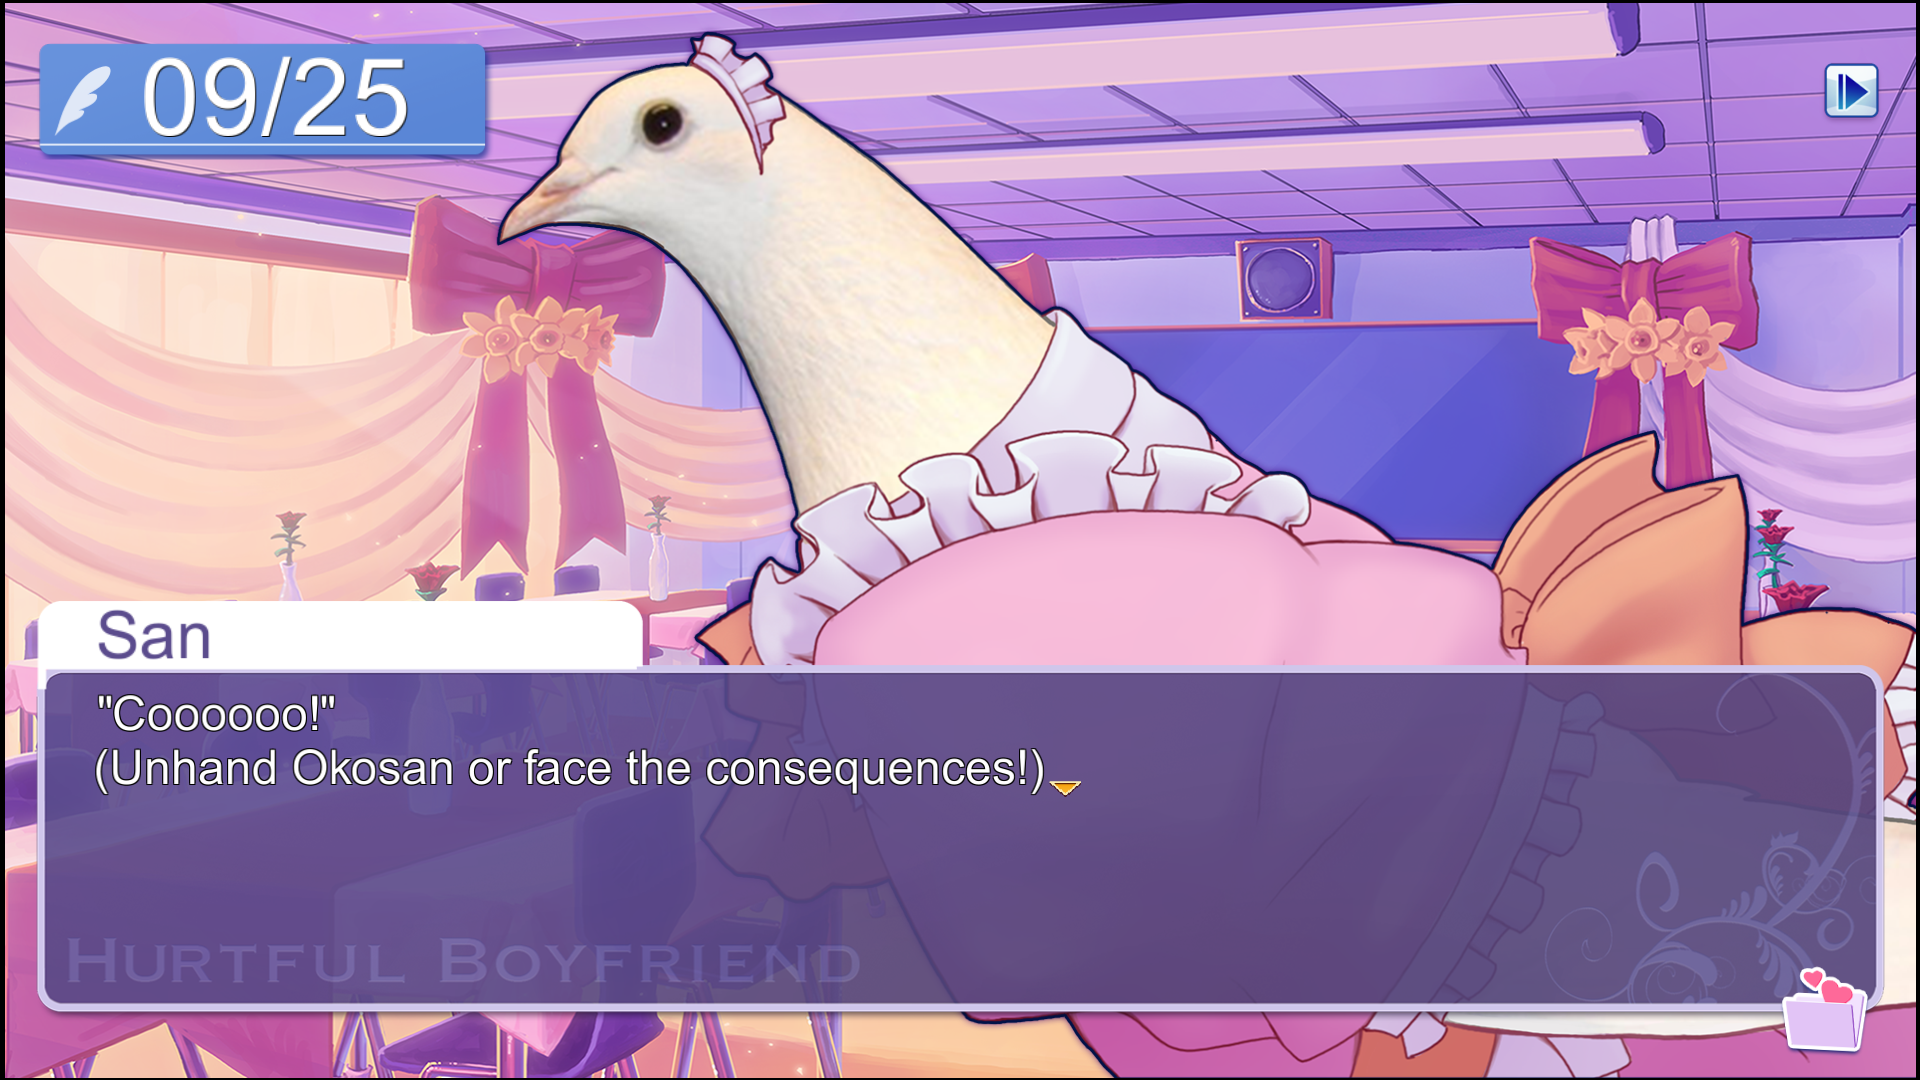 09/25
San
"Coooooo!"
(Unhand Okosan or face the consequences!)
HURTFUL BOYFRIEND